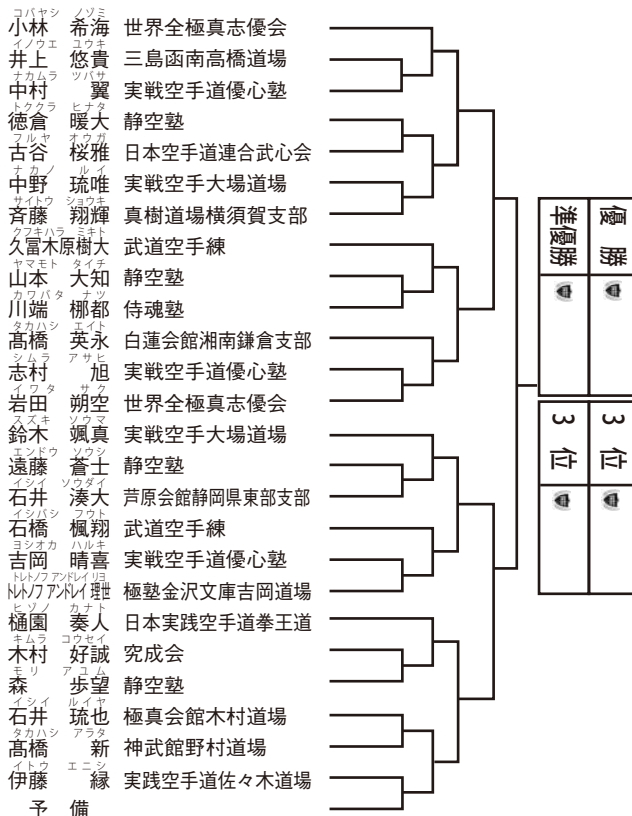 コバヤシ ノゾミ
小林 希海 世界全極真志優会
イノウエ ユウキ
井上 悠貴 三島函南高橋道場
ナカムラ ツバサ
中村 翼 実戦空手道優心塾
トククラ ヒナタ
徳倉 暖大 静空塾
フルヤ オウガ
古谷 桜雅 日本空手道連合武心会
ナカノ ルイ
中野 琉唯 実戦空手大場道場
サイトウ ショウキ
斉藤 翔輝 真樹道場横須賀支部
クフキハラ ミキト
久冨木原樹大 武道空手練
ヤマモト タイチ
山本 大知 静空塾
カワバタ ナツ
川端 梛都 侍魂塾
タカハシ エイト
髙橋 英永 白蓮会館湘南鎌倉支部
シムラ アサヒ
志村 旭 実戦空手道優心塾
イワタ サク
岩田 朔空 世界全極真志優会
スズキ ソウマ
鈴木 颯真 実戦空手大場道場
エンドウ ソウシ
遠藤 蒼士 静空塾
イシイ ソウダイ
石井 湊大 芦原会館静岡県東部支部
イシバシ フウト
石橋 楓翔 武道空手練
ヨシオカ ハルキ
吉岡 晴喜 実戦空手道優心塾
トレトノフ アンドレイ リヨ
トレトノフ アンドレイ 理世 極塾金沢文庫吉岡道場
ヒゾノ カナト
樋園 奏人 日本実践空手道拳王道
キムラ コウセイ
木村 好誠 究成会
モリ アユム
森 歩望 静空塾
イシイ ルイヤ
石井 琉也 極真会館木村道場
タカハシ アラタ
髙橋 新 神武館野村道場
イトウ エニシ
伊藤 縁 実践空手道佐々木道場
予 備
優 勝
準優勝
3 位
3 位